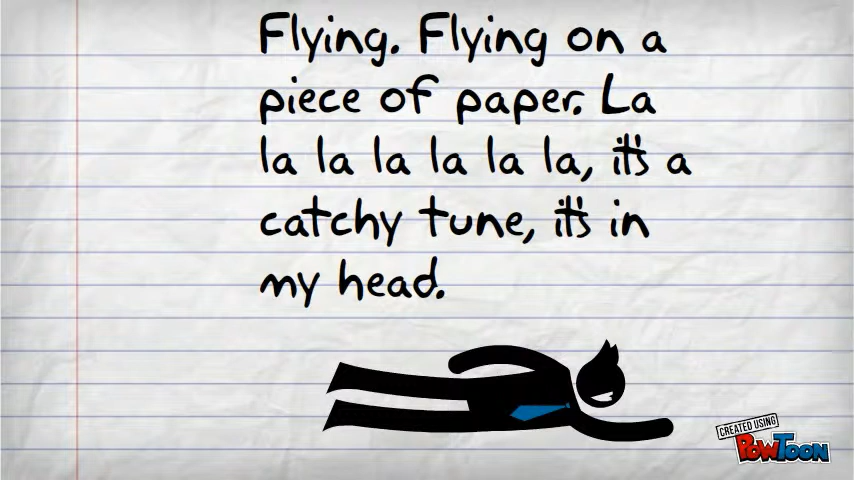 Flying. Flying on a
piece of paper. La
la la la la la la, it's a
catchy tune, it's in
my head.
CREATED USING
POWTOON